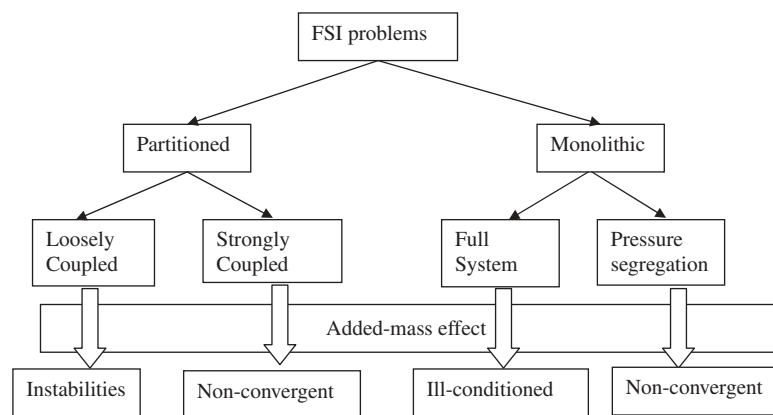 FSI problems
Partitioned
Monolithic
Loosely
Coupled
Strongly
Coupled
Full
System
Pressure
segregation
Added-mass effect
Instabilities
Non-convergent
Ill-conditioned
Non-convergent